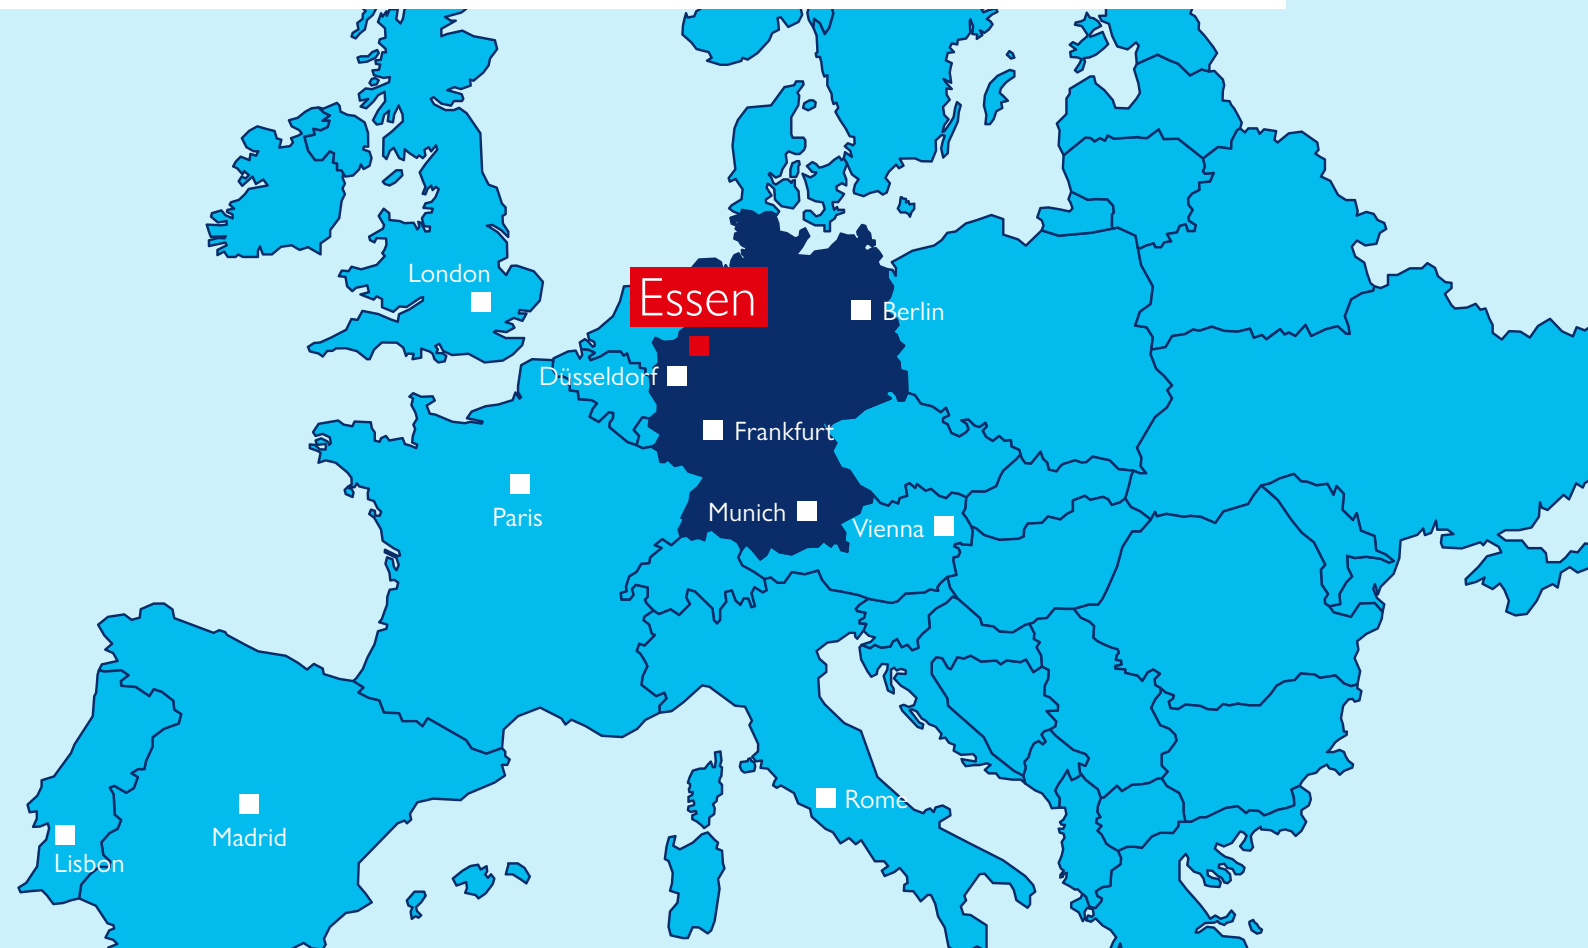 London
Essen
Berlin
Düsseldorf
Frankfurt
Paris
Munich
Vienna
Rome
Madrid
Lisbon